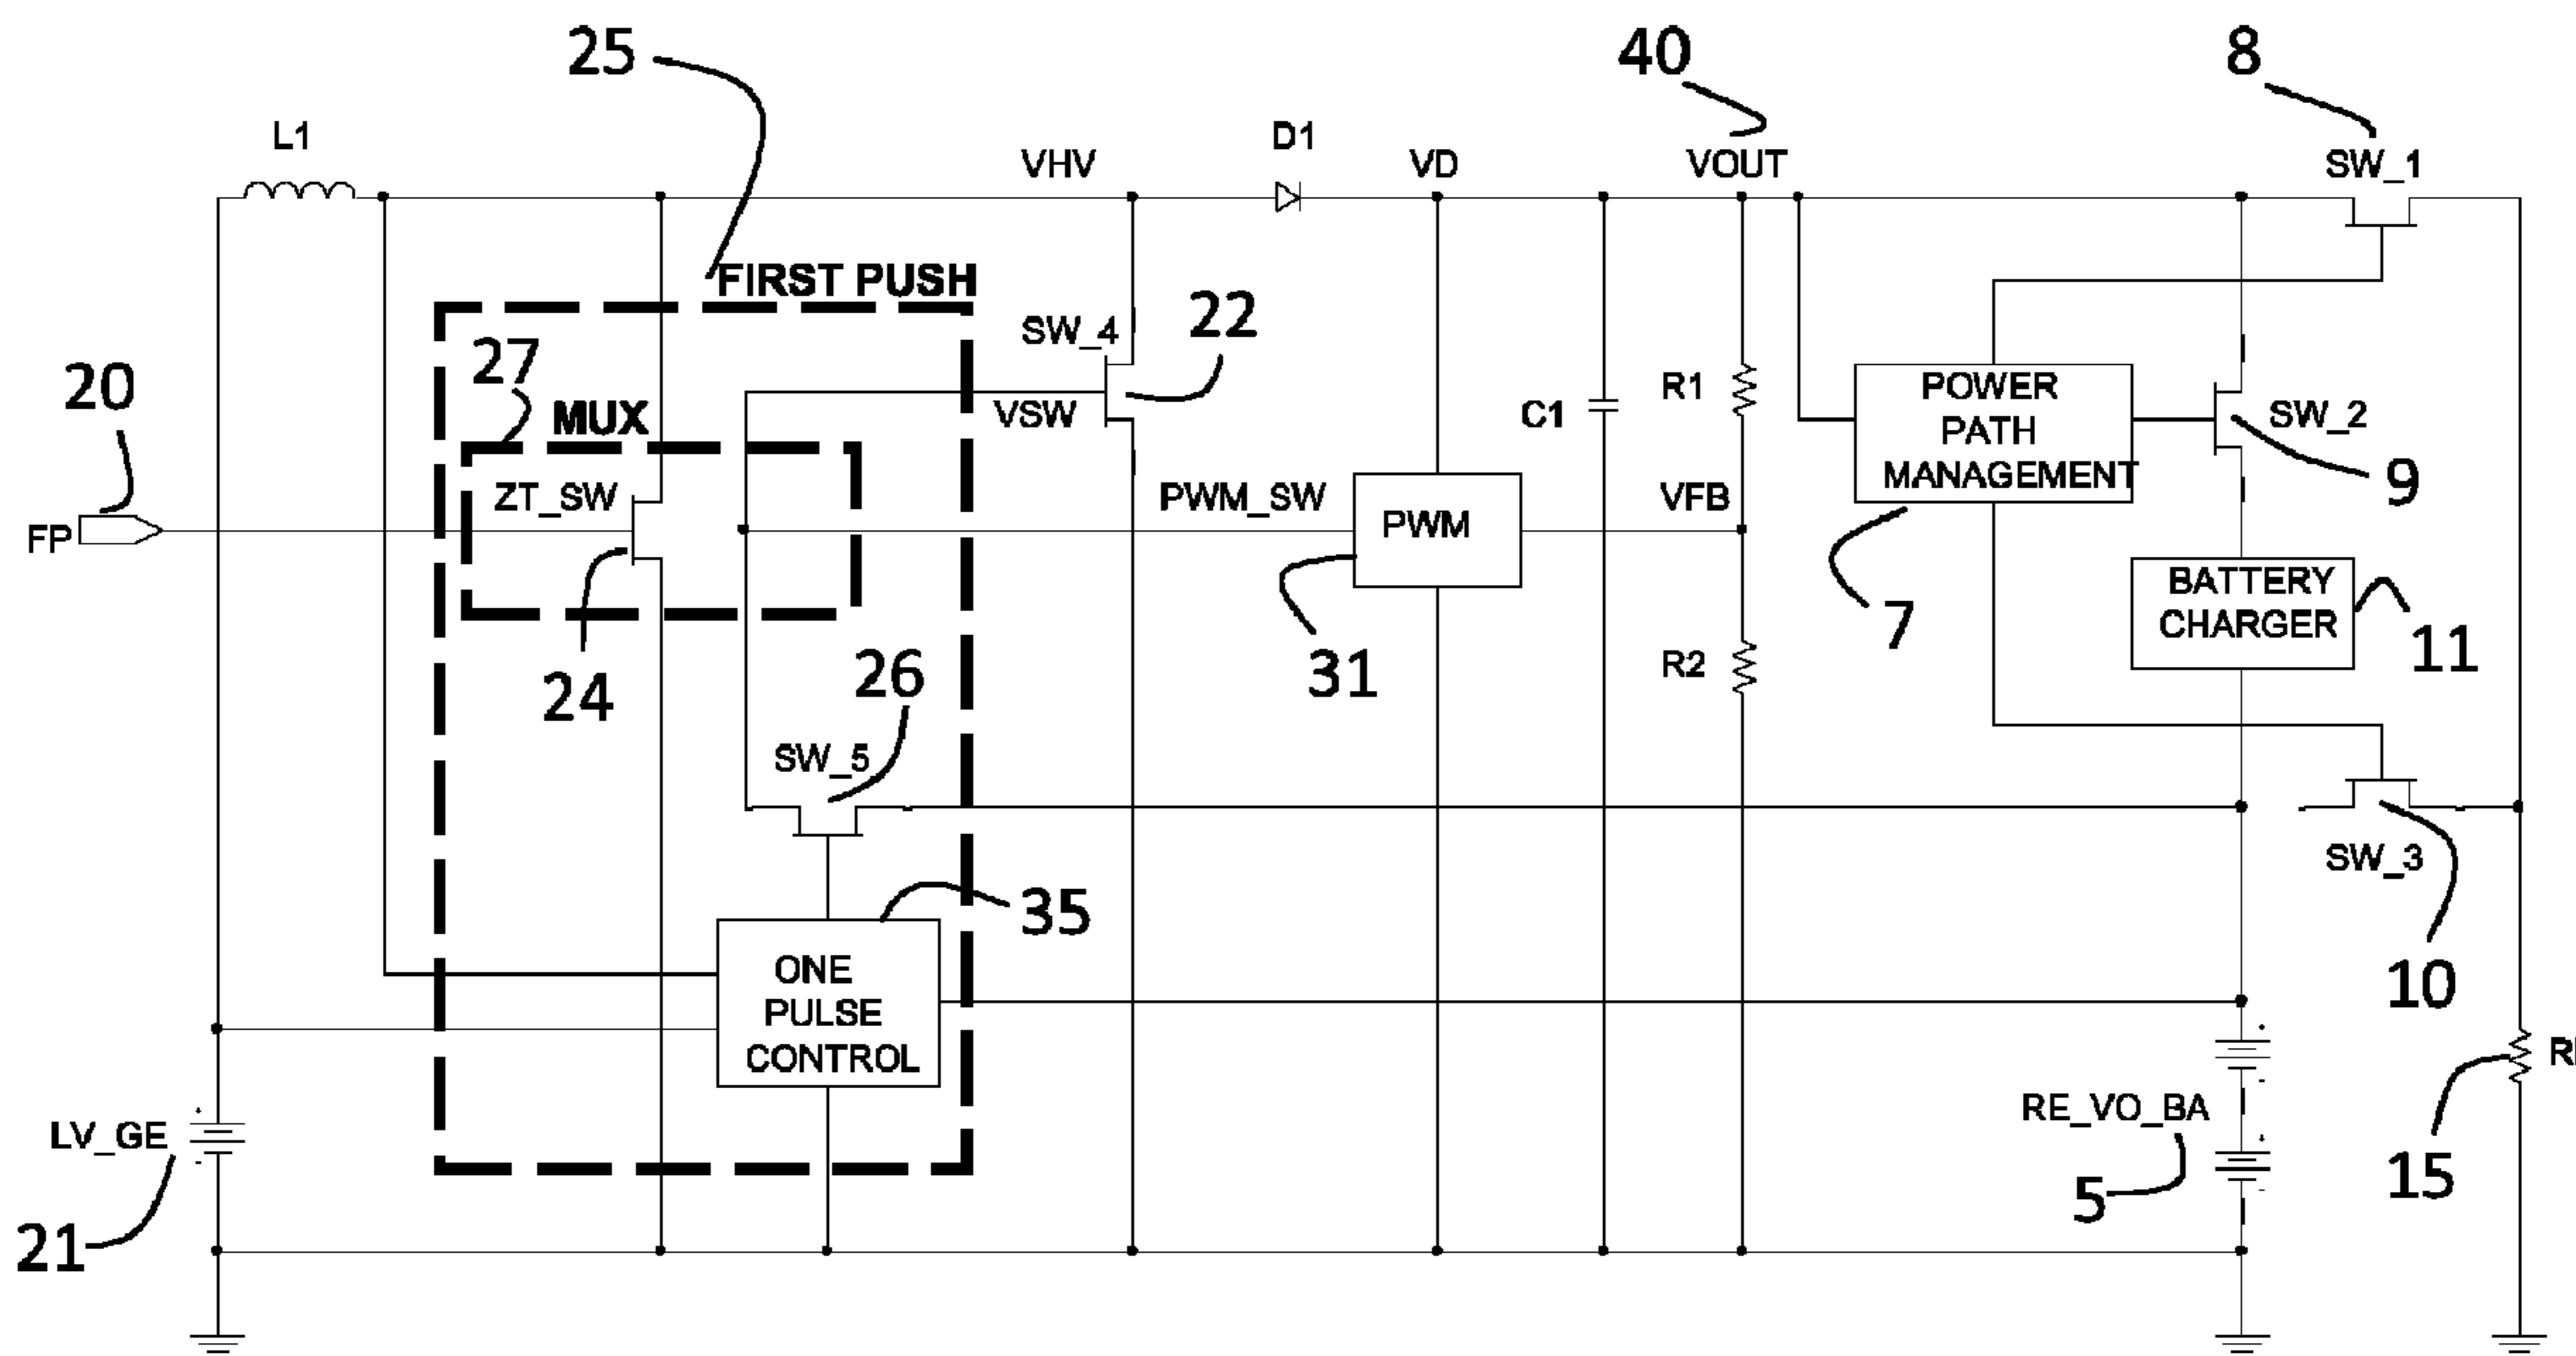 25
40
8
L1
VHV
D1
VD
VOUT
SW_1
FIRST PUSH
SW_4
22
27
20
MUX
VSW
C1
R1
POWER
PATH
MANAGEMENT
SW_2
9
ZT_SW
PWM_SW
PWM
VFB
FP
24
26
31
R2
7
BATTERY
CHARGER
11
SW_5
35
SW_3
10
ONE
PULSE
CONTROL
LV_GE
21
RE_VO_BA
5
15